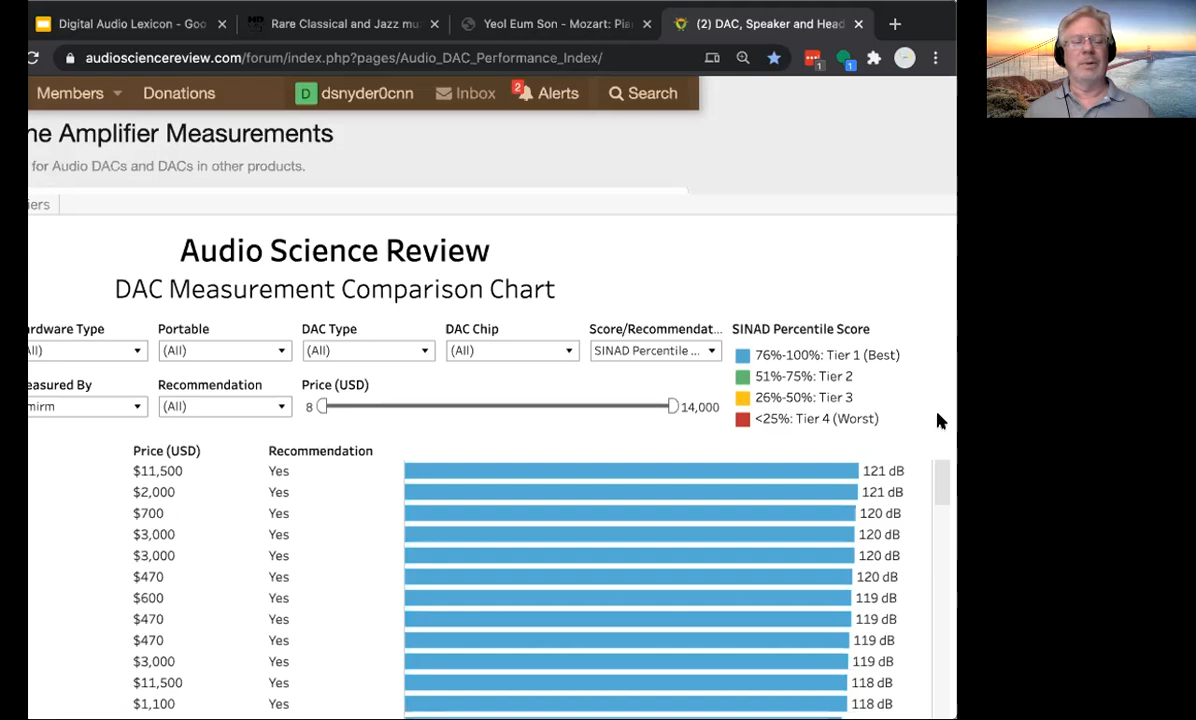 Digital Audio Lexicon - Goo
Rare Classical and Jazz mu
Yeol Eum Son - Mozart: Pia
(2) DAC, Speaker and Head
audiosciencereview.com/forum/index.php?pages/Audio_DAC_Performance_Index/
1
1
Members
Donations
D
dsnyder0cnn
Inbox
2
Alerts
Search
ne Amplifier Measurements
for Audio DACs and DACs in other products.
iers
Audio Science Review
DAC Measurement Comparison Chart
ardware Type
Portable
DAC Type
DAC Chip
Score/Recommendat...
SINAD Percentile Score
All)
(All)
(All)
(All)
SINAD Percentile ...
76%-100%: Tier 1 (Best)
51%-75%: Tier 2
26%-50%: Tier 3
<25%: Tier 4 (Worst)
easured By
Recommendation
Price (USD)
mirm
(All)
8
14,000
Price (USD)
Recommendation
$11,500 Yes 121 dB
$2,000 Yes 121 dB
$700 Yes 120 dB
$3,000 Yes 120 dB
$3,000 Yes 120 dB
$470 Yes 120 dB
$600 Yes 119 dB
$470 Yes 119 dB
$470 Yes 119 dB
$3,000 Yes 119 dB
$11,500 Yes 118 dB
$1,100 Yes 118 dB